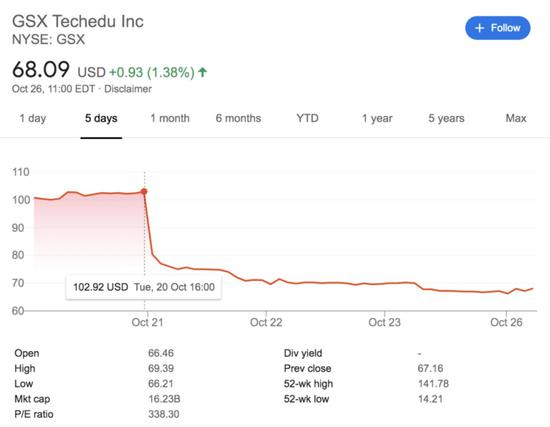 GSX Techedu Inc
NYSE: GSX
+ Follow
68.09 USD +0.93 (1.38%) ↑
Oct 26, 11:00 EDT · Disclaimer
1 day 5 days 1 month 6 months YTD 1 year 5 years Max
110
100
90
80
70
60
102.92 USD Tue, 20 Oct 16:00
Oct 21 Oct 22 Oct 23 Oct 26
Open 66.46 Div yield -
High 69.39 Prev close 67.16
Low 66.21 52-wk high 141.78
Mkt cap 16.23B 52-wk low 14.21
P/E ratio 338.30